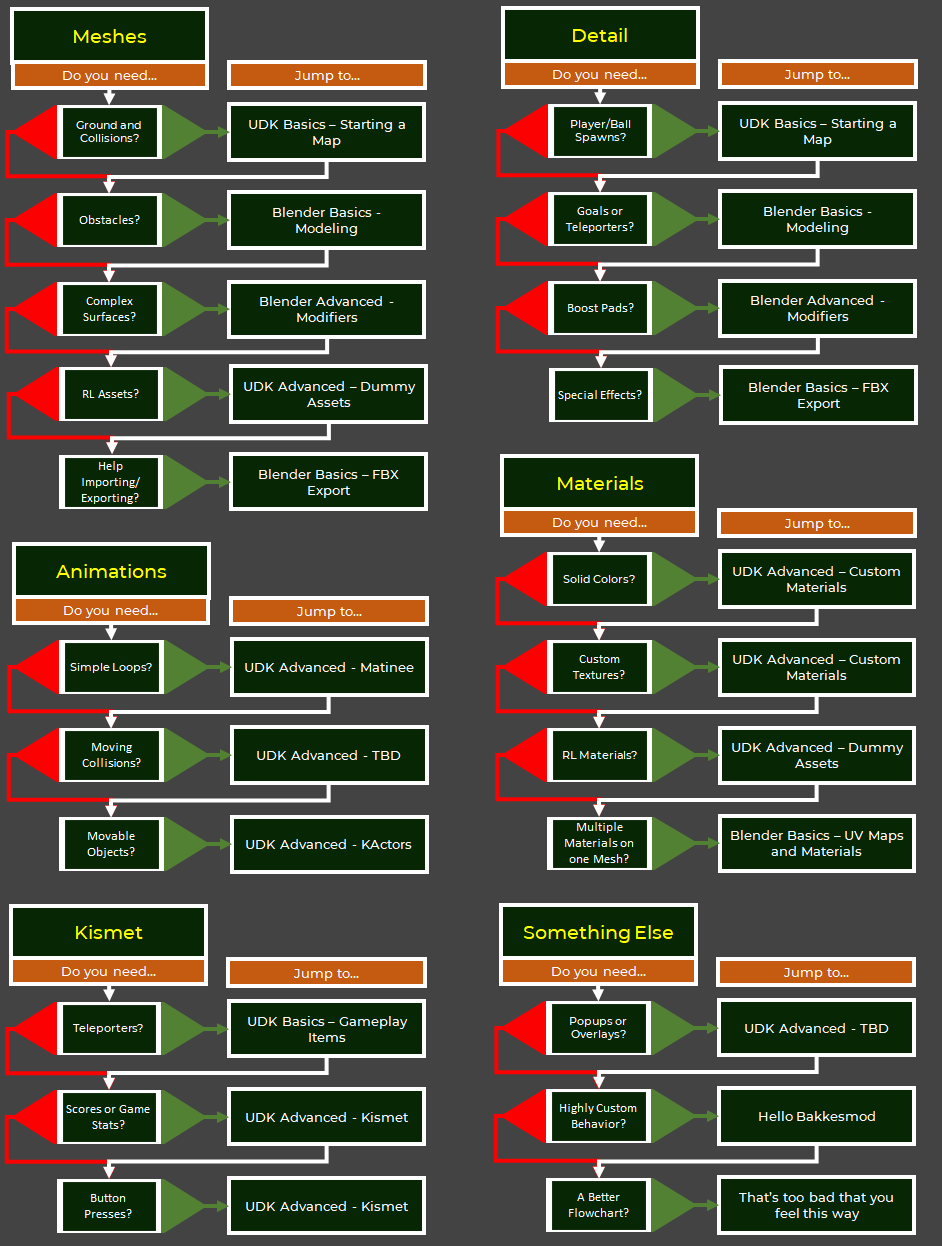 Meshes
Do you need...
Jump to...
Ground and
Collisions?
UDK Basics – Starting a
Map
Obstacles?
Blender Basics -
Modeling
Complex
Surfaces?
Blender Advanced -
Modifiers
RL Assets?
UDK Advanced – Dummy
Assets
Help
Importing/
Exporting?
Blender Basics – FBX
Export
Animations
Do you need...
Jump to...
Simple Loops?
UDK Advanced - Matinee
Moving
Collisions?
UDK Advanced - TBD
Movable
Objects?
UDK Advanced - KActors
Kismet
Do you need...
Jump to...
Teleporters?
UDK Basics – Gameplay
Items
Scores or Game
Stats?
UDK Advanced - Kismet
Button
Presses?
UDK Advanced - Kismet
Detail
Do you need...
Jump to...
Player/Ball
Spawns?
UDK Basics – Starting a
Map
Goals or
Teleporters?
Blender Basics -
Modeling
Boost Pads?
Blender Advanced -
Modifiers
Special Effects?
Blender Basics – FBX
Export
Materials
Do you need...
Jump to...
Solid Colors?
UDK Advanced – Custom
Materials
Custom
Textures?
UDK Advanced – Custom
Materials
RL Materials?
UDK Advanced – Dummy
Assets
Multiple
Materials on
one Mesh?
Blender Basics – UV Maps
and Materials
Something Else
Do you need...
Jump to...
Popups or
Overlays?
UDK Advanced - TBD
Highly Custom
Behavior?
Hello Bakkesmod
A Better
Flowchart?
That's too bad that you
feel this way